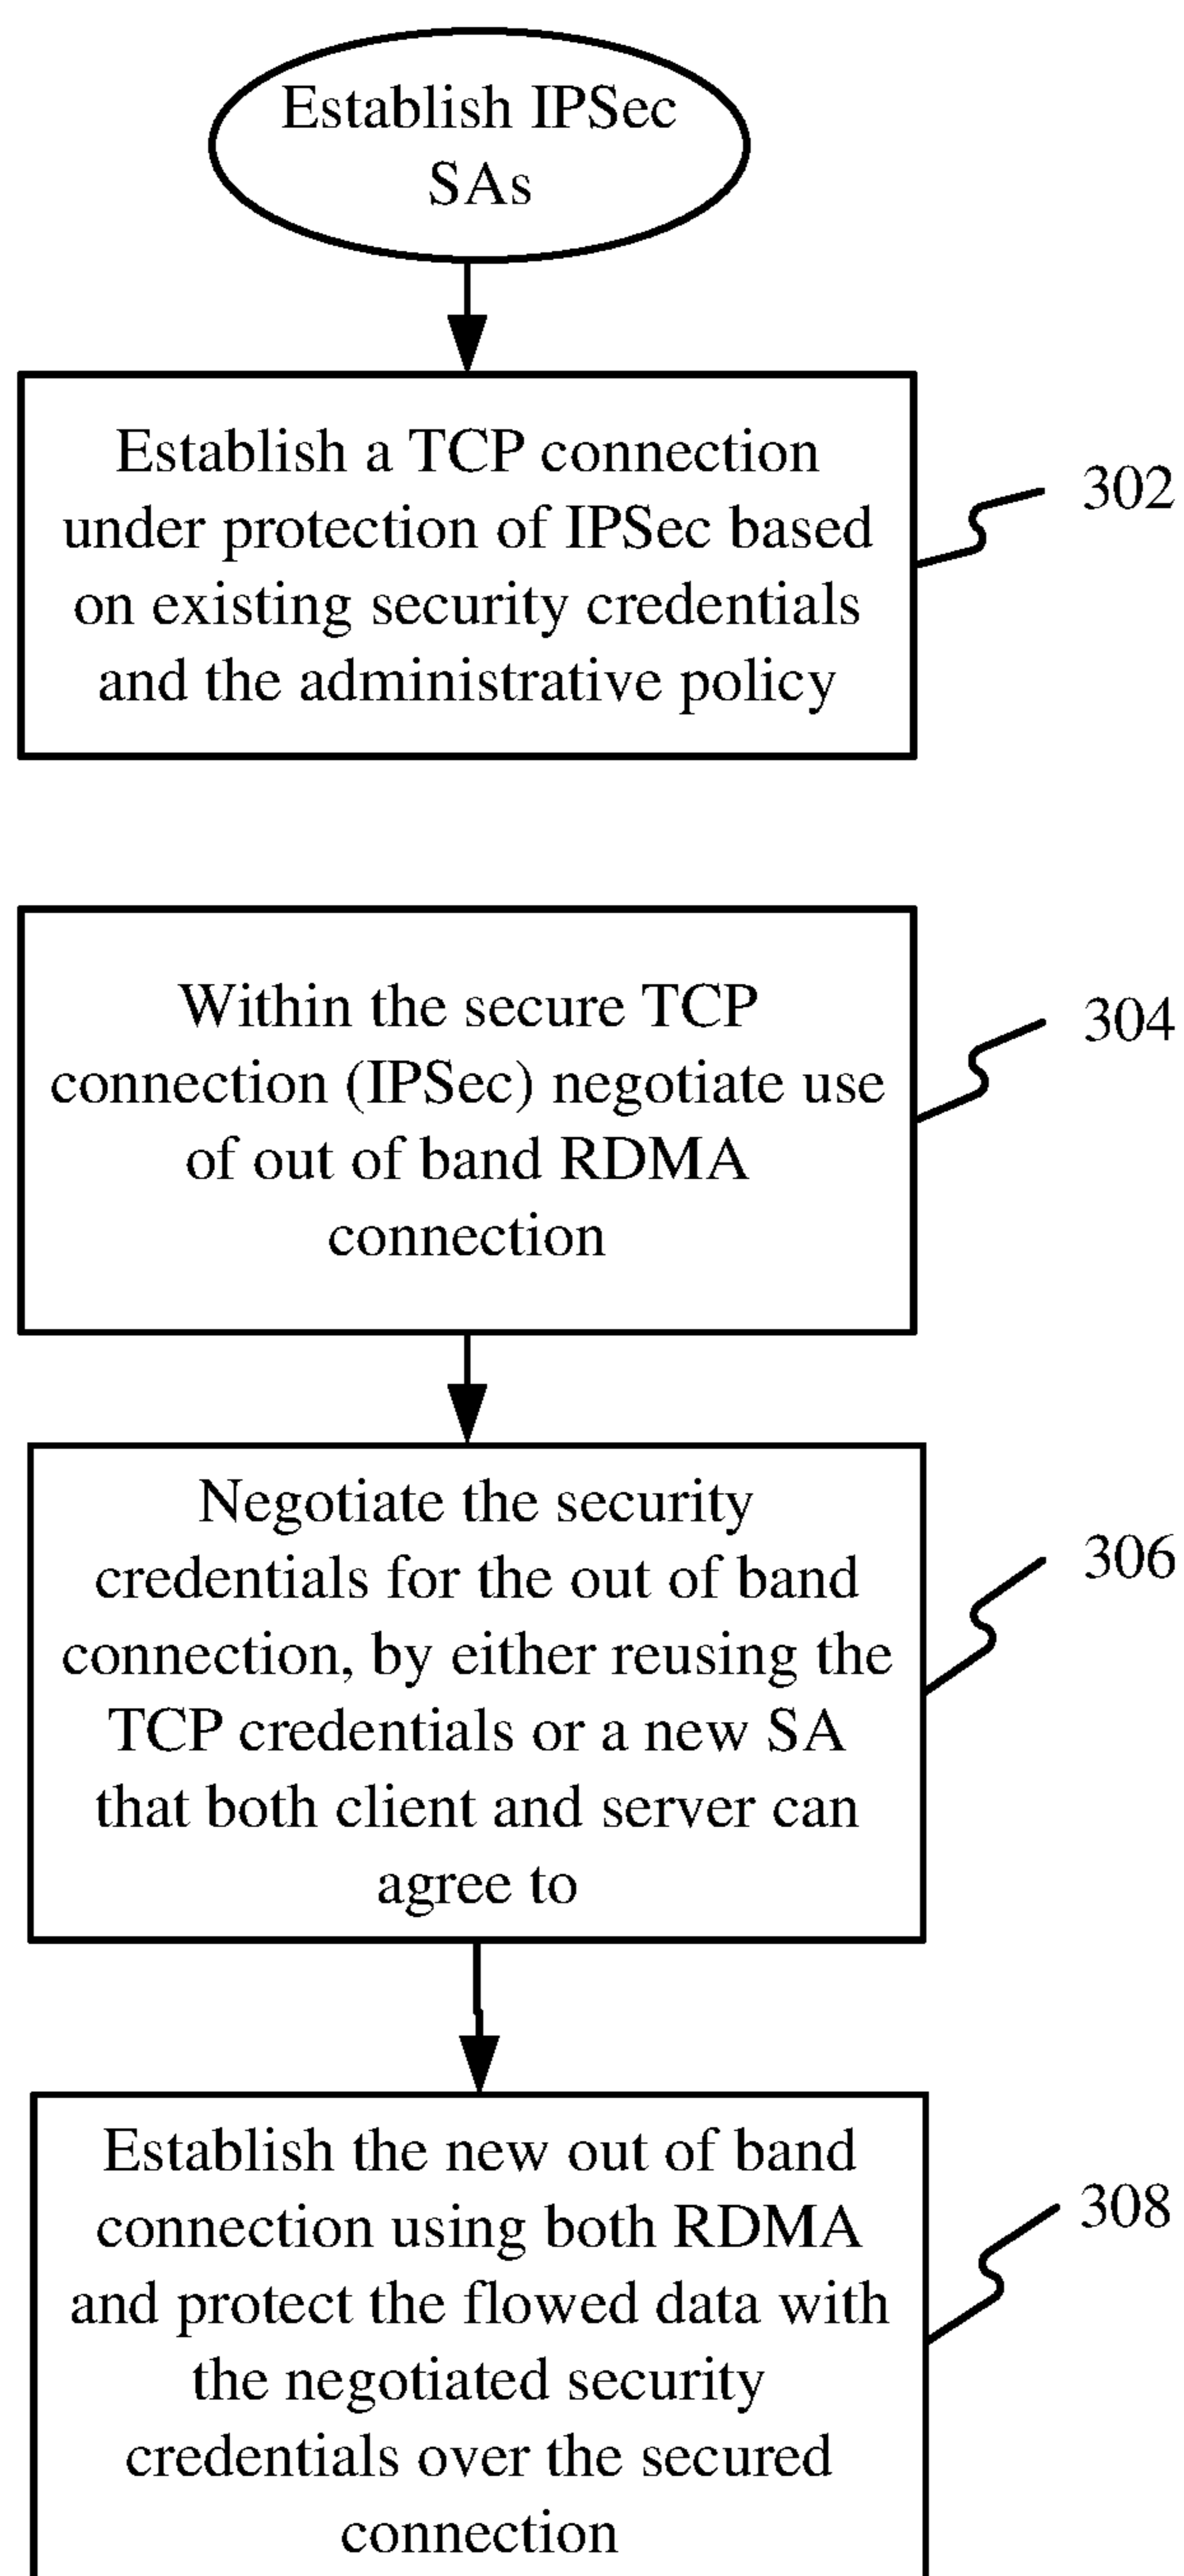 Establish IPSec
SAs
Establish a TCP connection
under protection of IPSec based
on existing security credentials
and the administrative policy
302
Within the secure TCP
connection (IPSec) negotiate use
of out of band RDMA
connection
304
Negotiate the security
credentials for the out of band
connection, by either reusing the
TCP credentials or a new SA
that both client and server can
agree to
306
Establish the new out of band
connection using both RDMA
and protect the flowed data with
the negotiated security
credentials over the secured
connection
308